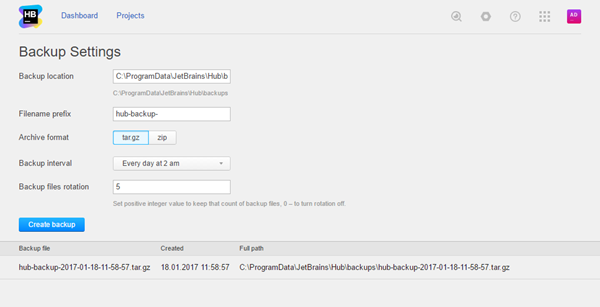 HB
Dashboard Projects AD
Backup Settings
Backup location C:\ProgramData\JetBrains\Hub\b
C:\ProgramData\JetBrains\Hub\backups
Filename prefix hub-backup-
Archive format tar.gz zip
Backup interval Every day at 2 am
Backup files rotation 5
Set positive integer value to keep that count of backup files, 0 – to turn rotation off.
Create backup
Backup file Created Full path
hub-backup-2017-01-18-11-58-57.tar.gz 18.01.2017 11:58:57 C:\ProgramData\JetBrains\Hub\backups\hub-backup-2017-01-18-11-58-57.tar.gz